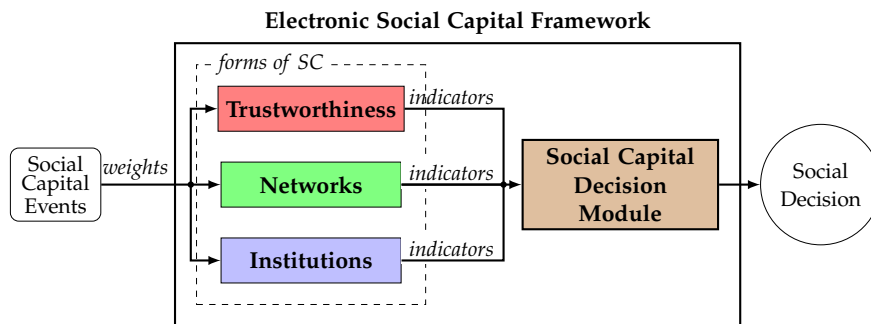 Electronic Social Capital Framework
forms of SC
Trustworthiness
indicators
Social
Capital
Events
weights
Networks
indicators
Social Capital
Decision
Module
Social
Decision
Institutions
indicators